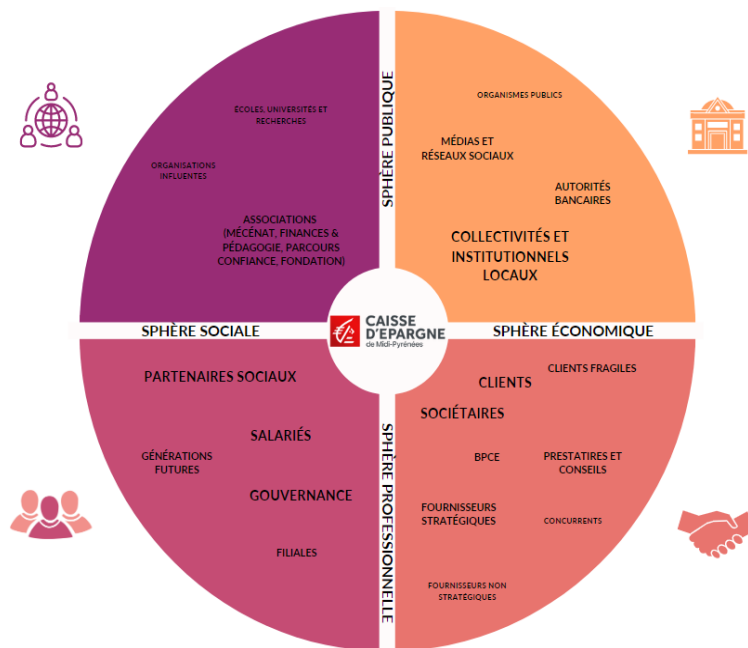 SPHÈRE PUBLIQUE
ORGANISMES PUBLICS
ÉCOLES, UNIVERSITÉS ET
RECHERCHES
MÉDIAS ET
RÉSEAUX SOCIAUX
ORGANISATIONS
INFLUENTES
AUTORITÉS
BANCAIRES
ASSOCIATIONS
(MÉCÉNAT, FINANCES &
PÉDAGOGIE, PARCOURS
CONFIANCE, FONDATION)
COLLECTIVITÉS ET
INSTITUTIONNELS
LOCAUX
SPHÈRE SOCIALE
CAISSE
D'EPARGNE
de Midi-Pyrénées
SPHÈRE ÉCONOMIQUE
PARTENAIRES SOCIAUX
SALARIÉS
GÉNÉRATIONS
FUTURES
GOUVERNANCE
FILIALES
SPHÈRE PROFESSIONNELLE
CLIENTS FRAGILES
CLIENTS
SOCIÉTAIRES
BPCE
PRESTATIRES ET
CONSEILS
FOURNISSEURS
STRATÉGIQUES
CONCURRENTS
FOURNISSEURS NON
STRATÉGIQUES